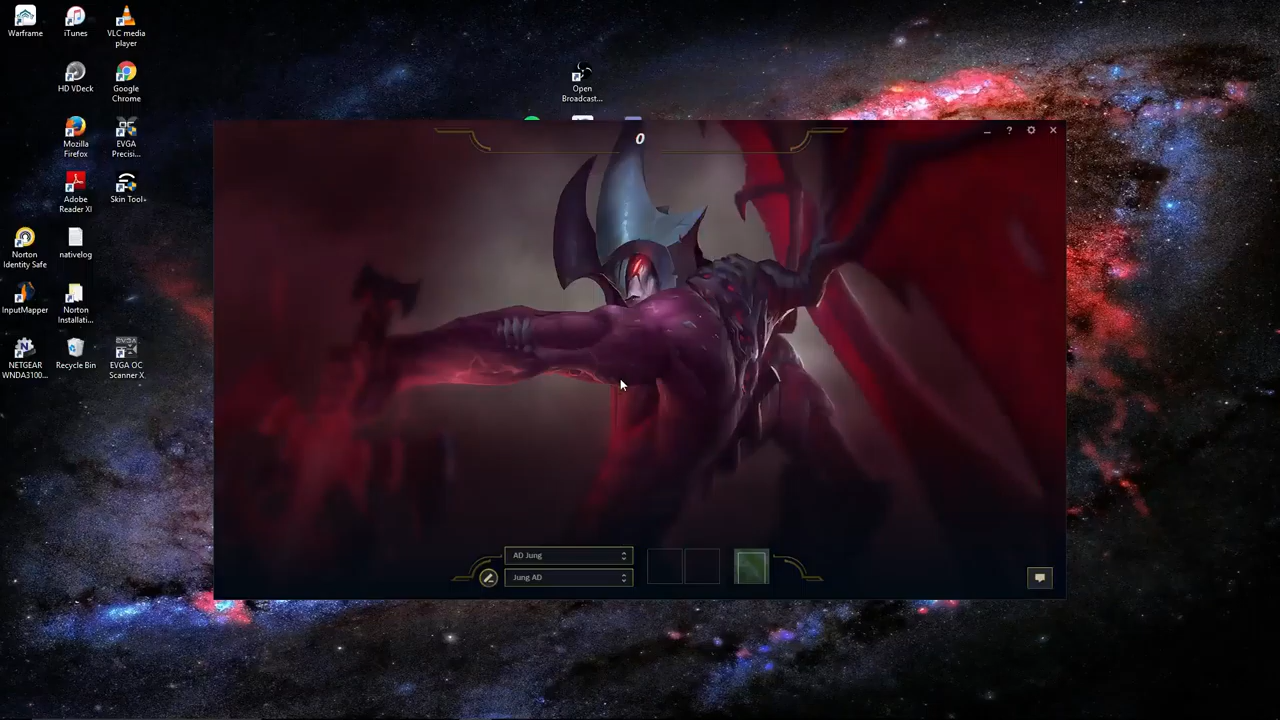 Warframe
iTunes
VLC media
player
HD VDeck
Google
Chrome
Open
Broadcast...
Mozilla
Firefox
EVGA
Precisi...
0
?
Adobe
Reader XI
Skin Tool+
Norton
Identity Safe
nativelog
InputMapper
Norton
Installati...
NETGEAR
WNDA3100...
Recycle Bin
EVGA OC
Scanner X
AD Jung
Jung AD